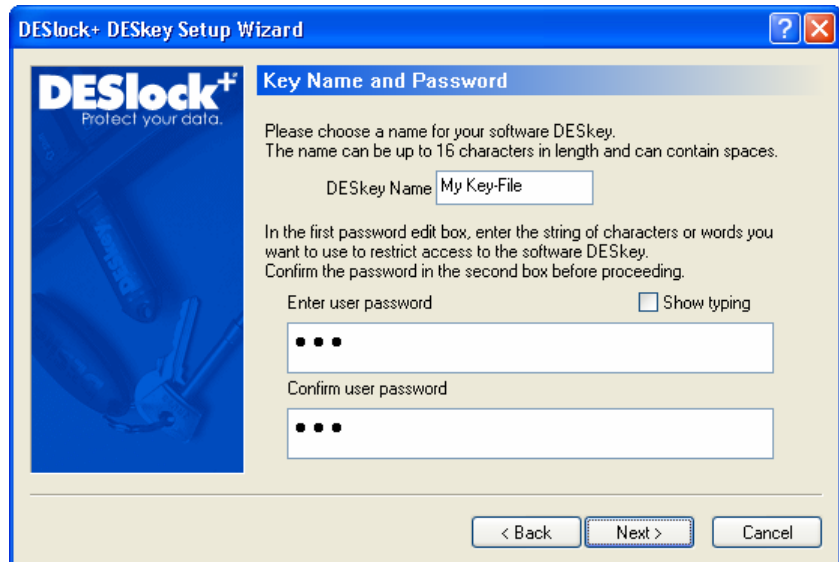 DESlock+ DESkey Setup Wizard
DESlock+
Protect your data.
Key Name and Password
Please choose a name for your software DESkey.
The name can be up to 16 characters in length and can contain spaces.
DESkey Name My Key-File
In the first password edit box, enter the string of characters or words you
want to use to restrict access to the software DESkey.
Confirm the password in the second box before proceeding.
Enter user password Show typing
●●●
Confirm user password
●●●
< Back Next > Cancel